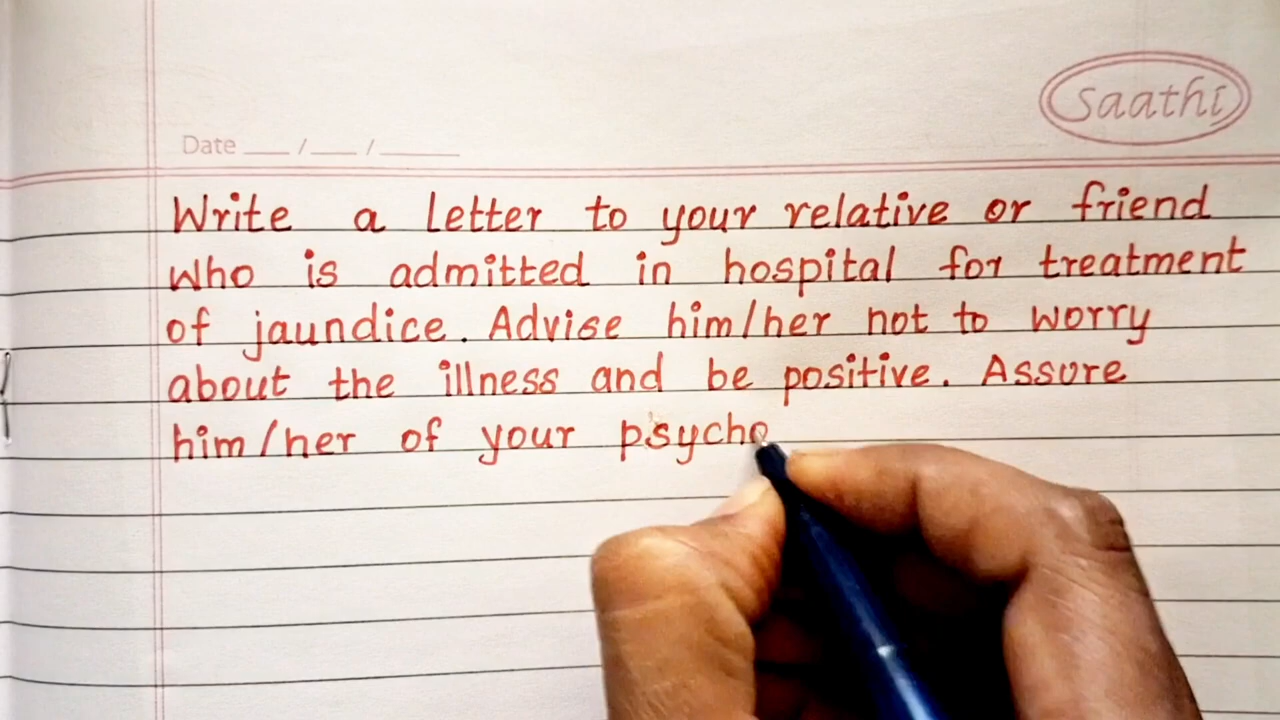 saathi
Date ___ /___ /_____
Write a letter to your relative or friend
who is admitted in hospital for treatment
of jaundice. Advise him/her not to worry
about the illness and be positive. Assure
him/her of your psycho